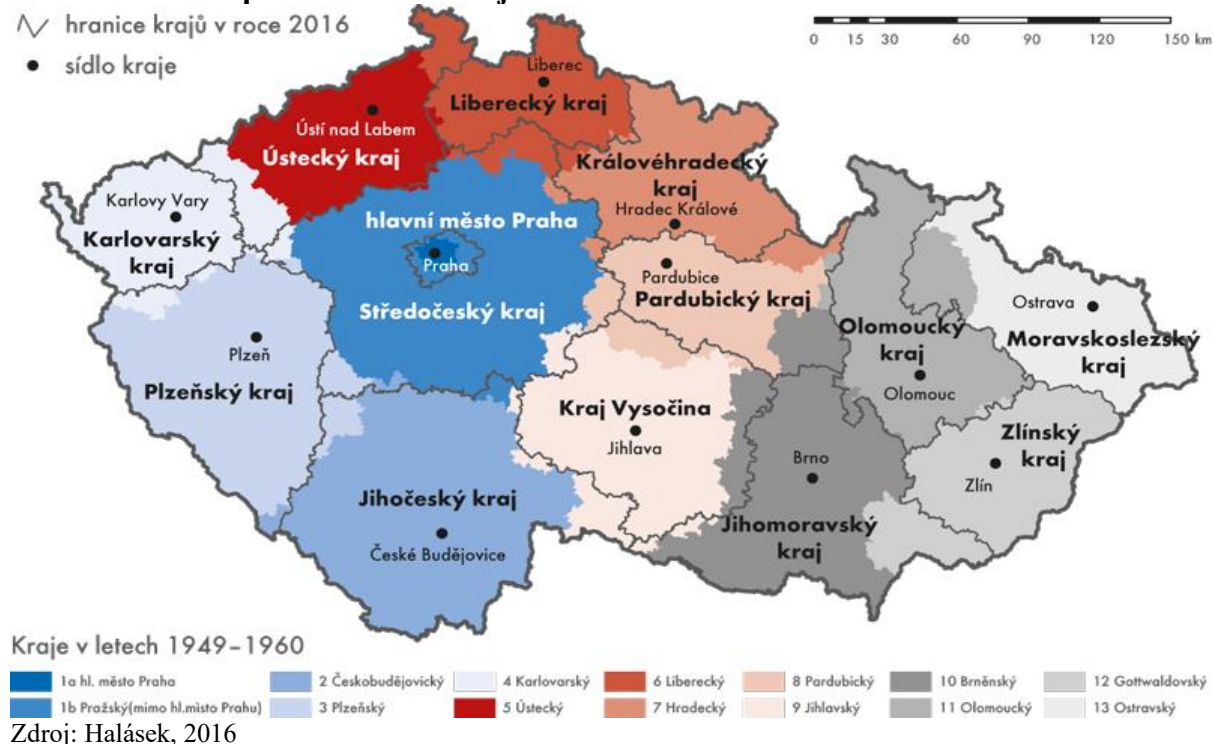 hranice krajů v roce 2016
sídlo kraje
0 15 30 60 90 120 150 km
Liberec
Liberecký kraj
Ústí nad Labem
Ústecký kraj
Královéhradecký
kraj
Hradec Králové
Karlovy Vary
Karlovarský
kraj
hlavní město Praha
Praha
Středočeský kraj
Pardubice
Pardubický kraj
Plzeň
Plzeňský kraj
Olomoucký
kraj
Olomouc
Ostrava
Moravskoslezský
kraj
Kraj Vysočina
Jihlava
Zlínský
kraj
Zlín
Brno
Jihomoravský
kraj
Jihočeský kraj
České Budějovice
Kraje v letech 1949–1960
1a hl. město Praha
2 Českobudějovický
4 Karlovarský
6 Liberecký
8 Pardubický
10 Brněnský
12 Gottwaldovský
1b Pražský(mimo hl.misto Prahu)
3 Plzeňský
5 Ústecký
7 Hradecký
9 Jihlavský
11 Olomoucký
13 Ostravský
Zdroj: Halásek, 2016